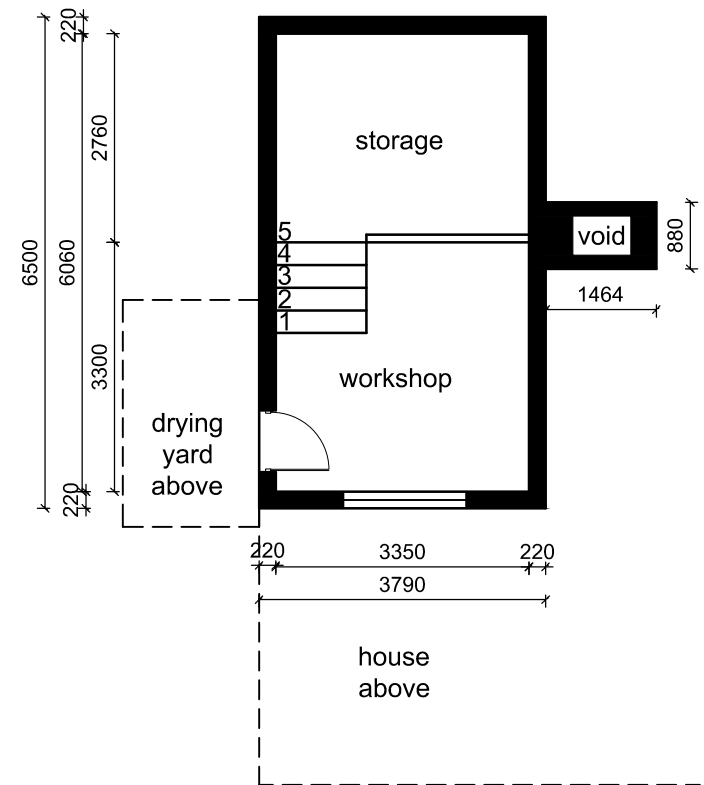 220
2760
storage
6500
6060
5
4
3
2
1
void
880
1464
3300
workshop
drying
yard
above
220
220
3350
220
3790
house
above